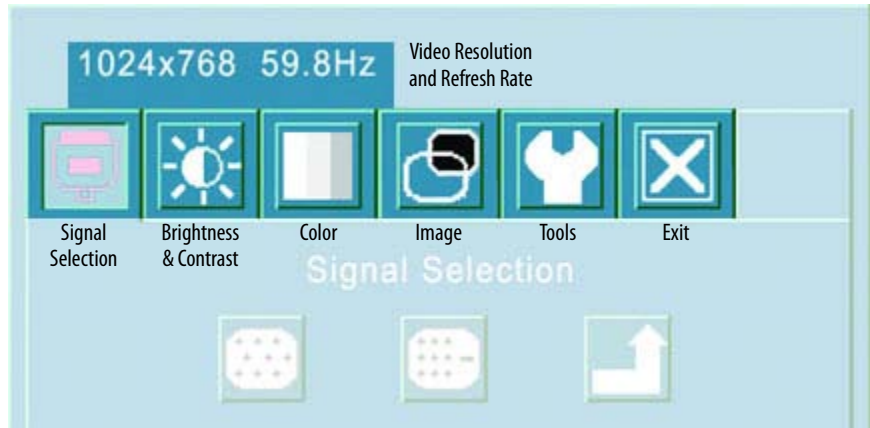 1024x768 59.8Hz
Video Resolution
and Refresh Rate
Signal
Selection
Brightness
& Contrast
Color
Image
Tools
Exit
Signal Selection